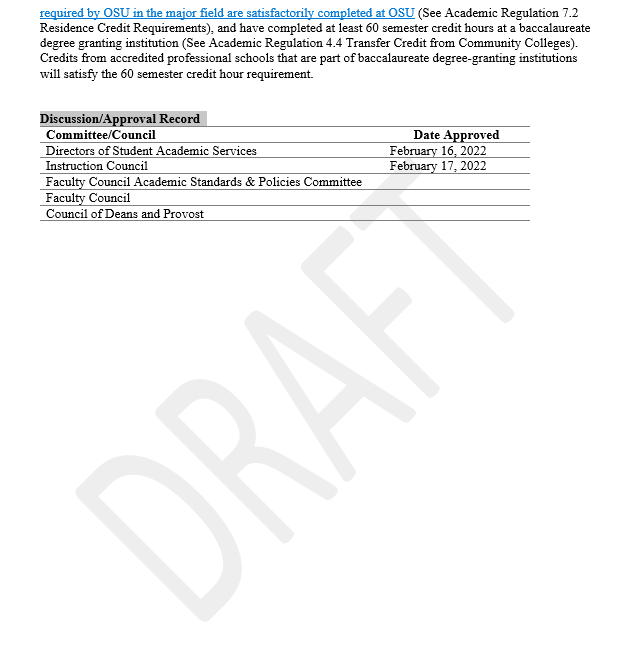 required by OSU in the major field are satisfactorily completed at OSU (See Academic Regulation 7.2
Residence Credit Requirements), and have completed at least 60 semester credit hours at a baccalaureate
degree granting institution (See Academic Regulation 4.4 Transfer Credit from Community Colleges).
Credits from accredited professional schools that are part of baccalaureate degree-granting institutions
will satisfy the 60 semester credit hour requirement.
Discussion/Approval Record
Committee/Council Date Approved
Directors of Student Academic Services February 16, 2022
Instruction Council February 17, 2022
Faculty Council Academic Standards & Policies Committee
Faculty Council
Council of Deans and Provost
DRAFT